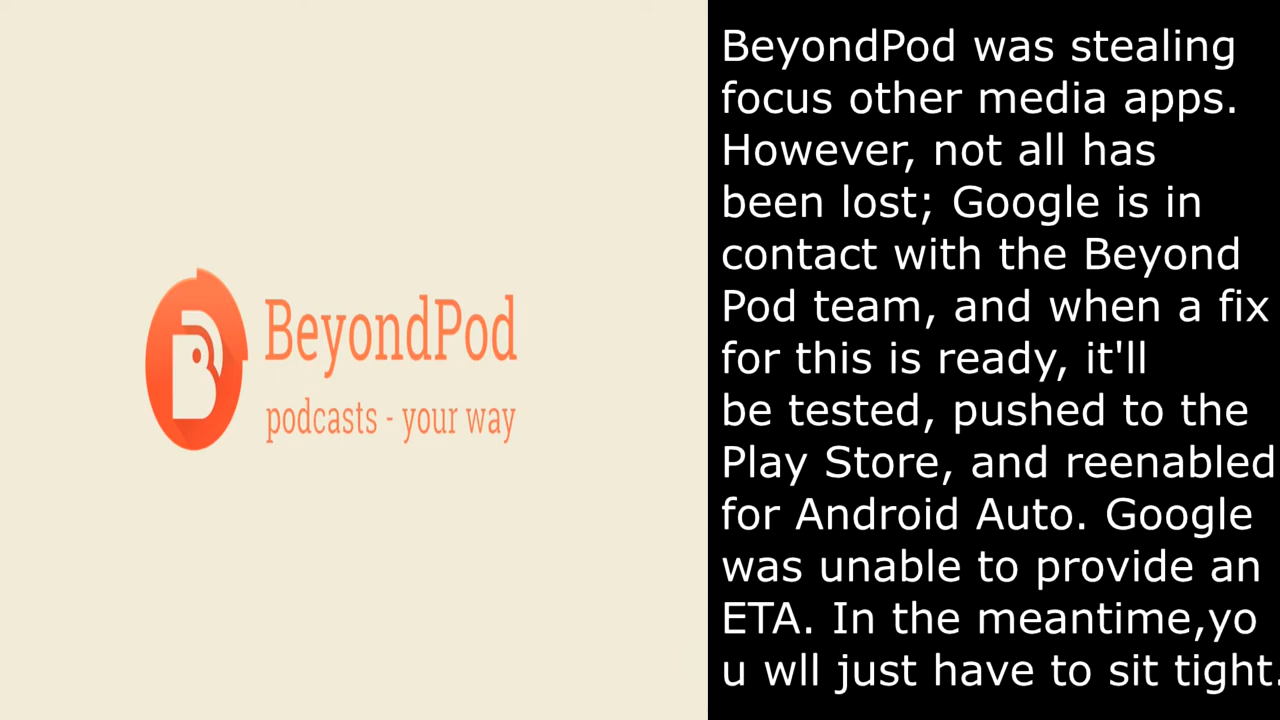 BeyondPod
podcasts - your way
BeyondPod was stealing
focus other media apps.
However, not all has
been lost; Google is in
contact with the Beyond
Pod team, and when a fix
for this is ready, it'll
be tested, pushed to the
Play Store, and reenabled
for Android Auto. Google
was unable to provide an
ETA. In the meantime,yo
u wll just have to sit tight.